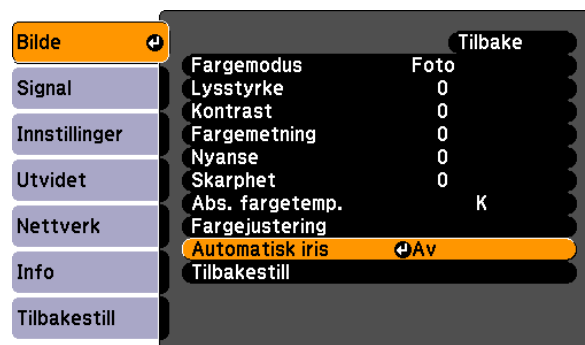 Bilde
Signal
Innstillinger
Utvidet
Nettverk
Info
Tilbakestill
Tilbake
Fargemodus Foto
Lysstyrke 0
Kontrast 0
Fargemetning 0
Nyanse 0
Skarphet 0
Abs. fargetemp. K
Fargejustering
Automatisk iris Av
Tilbakestill